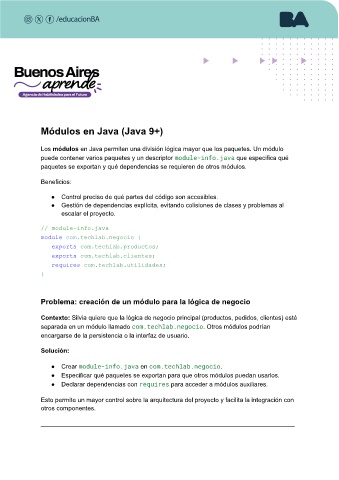 /educacionBA
BA
Buenos Aires
aprende
Agencia de Habilidades para el Futuro
Módulos en Java (Java 9+)
Los módulos en Java permiten una división lógica mayor que los paquetes. Un módulo
puede contener varios paquetes y un descriptor module-info.java que especifica qué
paquetes se exportan y qué dependencias se requieren de otros módulos.
Beneficios:
● Control preciso de qué partes del código son accesibles.
● Gestión de dependencias explícita, evitando colisiones de clases y problemas al
escalar el proyecto.
// module-info.java
module com.techlab.negocio {
exports com.techlab.productos;
exports com.techlab.clientes;
requires com.techlab.utilidades;
}
Problema: creación de un módulo para la lógica de negocio
Contexto: Silvia quiere que la lógica de negocio principal (productos, pedidos, clientes) esté
separada en un módulo llamado com.techlab.negocio. Otros módulos podrían
encargarse de la persistencia o la interfaz de usuario.
Solución:
● Crear module-info.java en com.techlab.negocio.
● Especificar qué paquetes se exportan para que otros módulos puedan usarlos.
● Declarar dependencias con requires para acceder a módulos auxiliares.
Esto permite un mayor control sobre la arquitectura del proyecto y facilita la integración con
otros componentes.